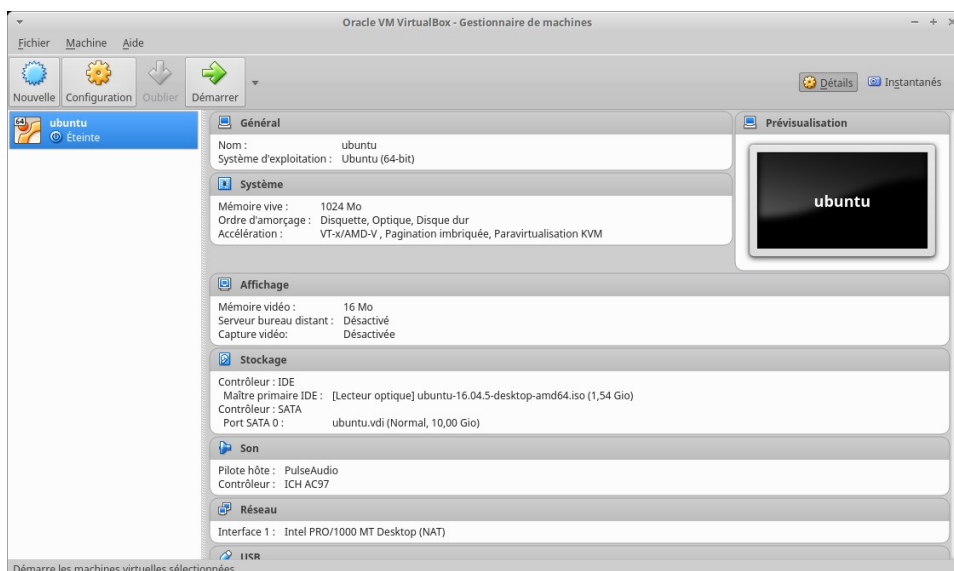 Oracle VM VirtualBox - Gestionnaire de machines
Fichier Machine Aide
Nouvelle Configuration Oublier Démarrer
Détails Instantanés
64
ubuntu
Éteinte
Général
Nom : ubuntu
Système d'exploitation : Ubuntu (64-bit)
Système
Mémoire vive : 1024 Mo
Ordre d'amorçage : Disquette, Optique, Disque dur
Accélération : VT-x/AMD-V , Pagination imbriquée, Paravirtualisation KVM
Prévisualisation
ubuntu
Affichage
Mémoire vidéo : 16 Mo
Serveur bureau distant : Désactivé
Capture vidéo: Désactivée
Stockage
Contrôleur : IDE
Maître primaire IDE : [Lecteur optique] ubuntu-16.04.5-desktop-amd64.iso (1,54 Gio)
Contrôleur : SATA
Port SATA 0 : ubuntu.vdi (Normal, 10,00 Gio)
Son
Pilote hôte : PulseAudio
Contrôleur : ICH AC97
Réseau
Interface 1 : Intel PRO/1000 MT Desktop (NAT)
USB
Démarre les machines virtuelles sélectionnées